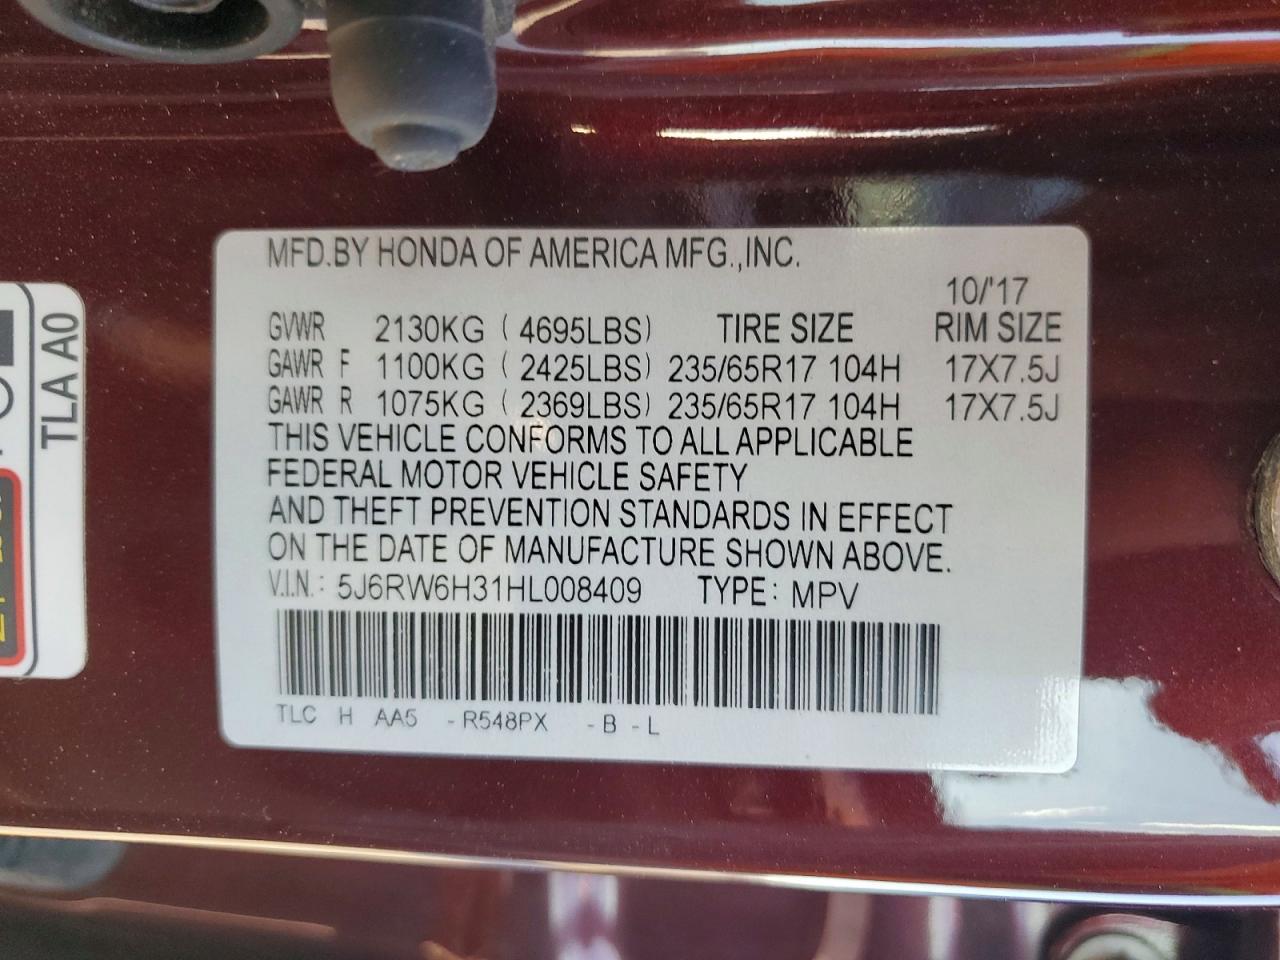 MFD.BY HONDA OF AMERICA MFG.,INC.
10/'17
GVWR 2130KG ( 4695LBS) TIRE SIZE RIM SIZE
GAWR F 1100KG ( 2425LBS) 235/65R17 104H 17X7.5J
GAWR R 1075KG ( 2369LBS) 235/65R17 104H 17X7.5J
THIS VEHICLE CONFORMS TO ALL APPLICABLE
FEDERAL MOTOR VEHICLE SAFETY
AND THEFT PREVENTION STANDARDS IN EFFECT
ON THE DATE OF MANUFACTURE SHOWN ABOVE.
V.I.N.: 5J6RW6H31HL008409 TYPE: MPV
TLC H AA5 - R548PX - B - L
TLA A0